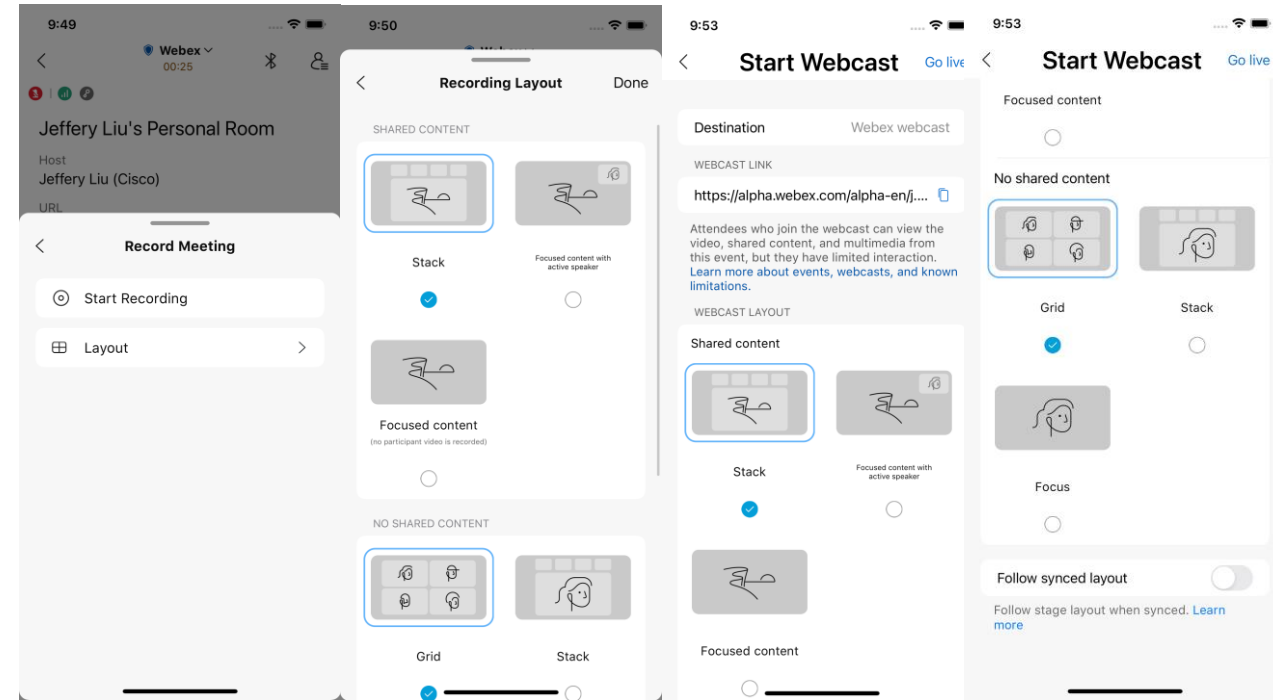 9:49
Webex
00:25
Jeffery Liu's Personal Room
Host
Jeffery Liu (Cisco)
URL
Record Meeting
Start Recording
Layout
9:50
Recording Layout
Done
SHARED CONTENT
Stack
Focused content with
active speaker
Focused content
(no participant video is recorded)
NO SHARED CONTENT
Grid
Stack
9:53
Start Webcast
Go live
Destination
Webex webcast
WEBCAST LINK
https://alpha.webex.com/alpha-en/j....
Attendees who join the webcast can view the
video, shared content, and multimedia from
this event, but they have limited interaction.
Learn more about events, webcasts, and known
limitations.
WEBCAST LAYOUT
Shared content
Stack
Focused content with
active speaker
Focused content
9:53
Start Webcast
Go live
Focused content
No shared content
Grid
Stack
Focus
Follow synced layout
Follow stage layout when synced. Learn
more